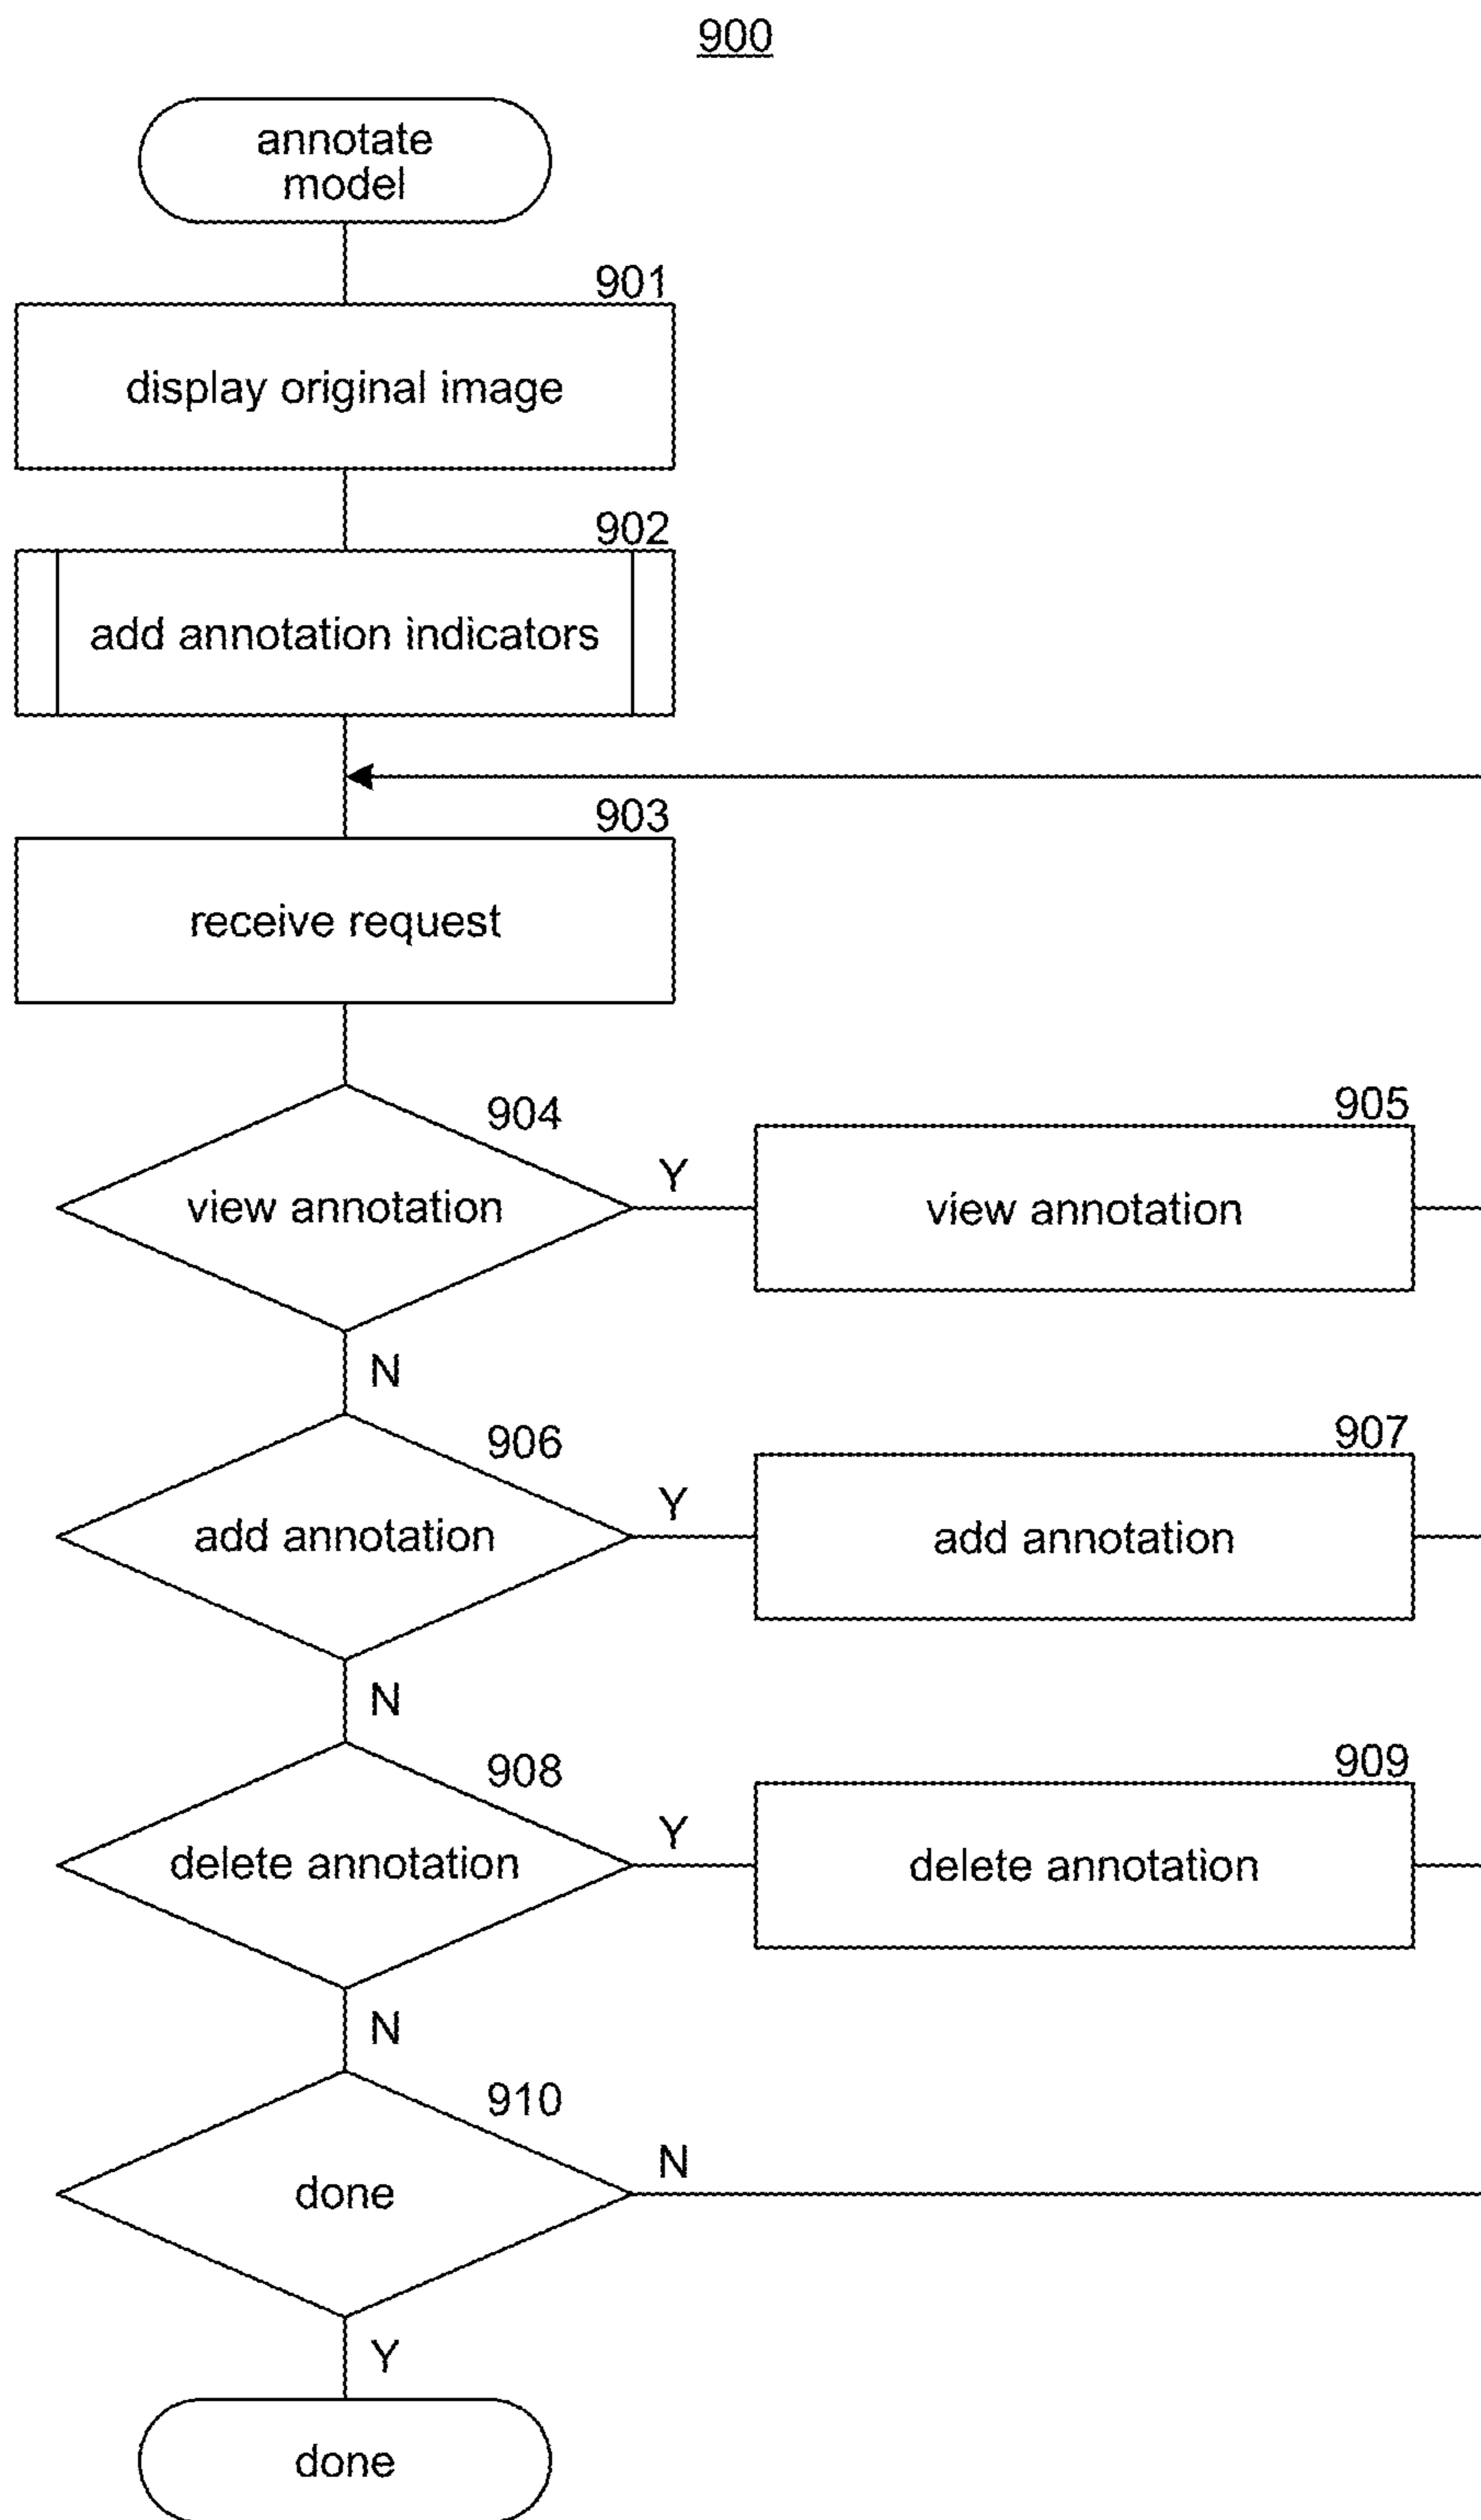 900
annotate
model
901
display original image
902
add annotation indicators
903
receive request
904
view annotation
Y
905
view annotation
N
906
add annotation
Y
907
add annotation
N
908
delete annotation
Y
909
delete annotation
N
910
done
N
Y
done